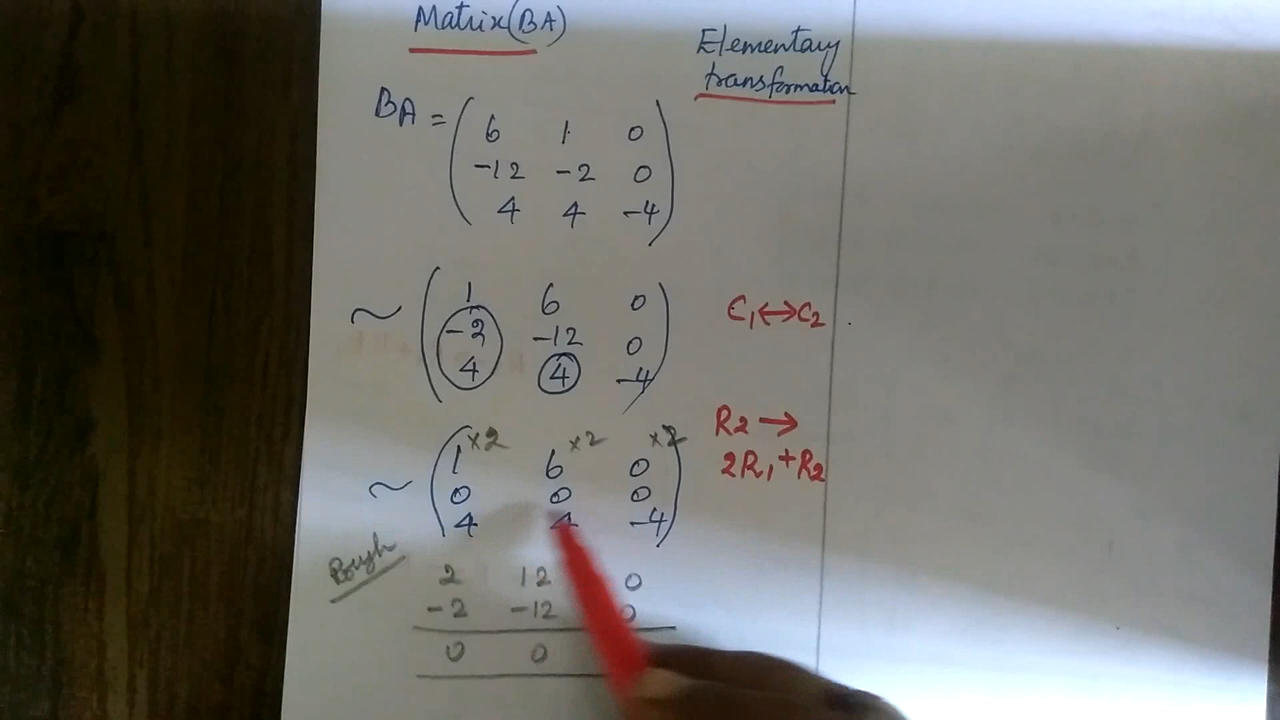 Matrix(BA)
Elementary
transformation
BA =
6 1 0
-12 -2 0
4 4 -4
~
1 6 0
-2 -12 0
4 4 -4
C1↔C2
~
1×2 6×2 0×2
0 0 0
4 4 -4
R2 →
2R1+R2
Rough
2 12 0
-2 -12 0
0 0